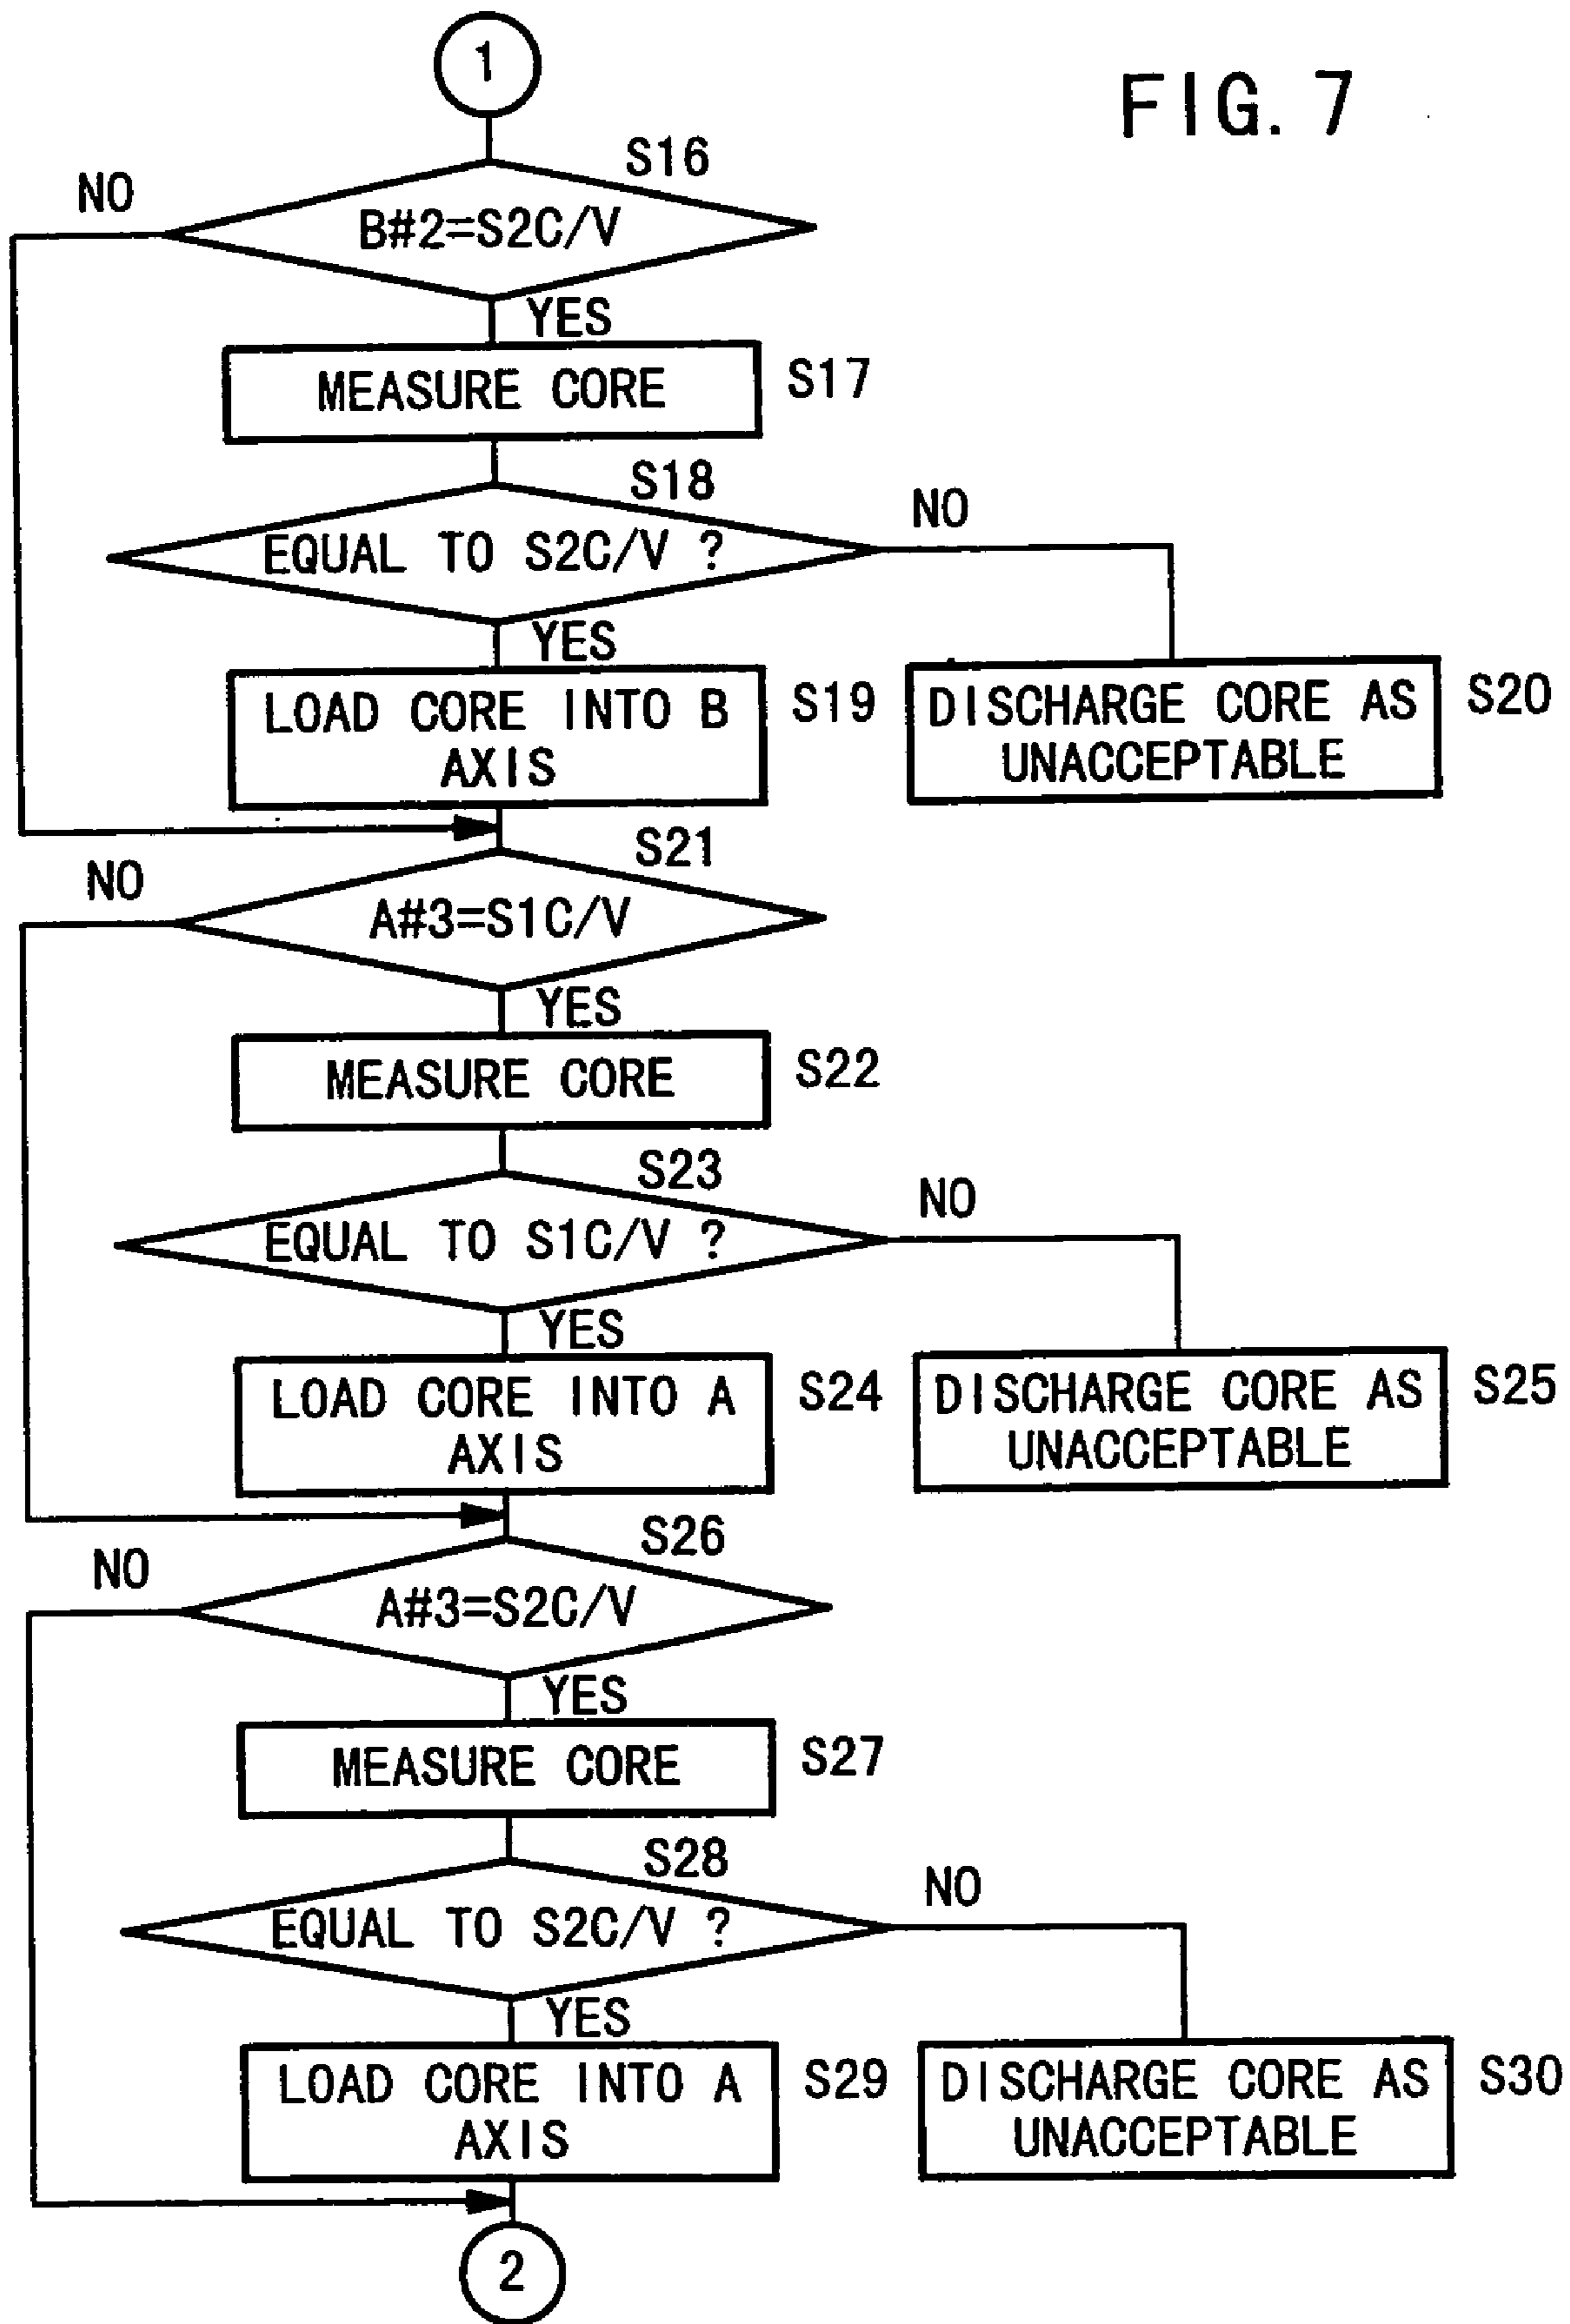 1
FIG. 7
S16
NO
B#2=S2C/V
YES
MEASURE CORE
S17
S18
NO
EQUAL TO S2C/V ?
YES
LOAD CORE INTO B
AXIS
S19
DISCHARGE CORE AS
UNACCEPTABLE
S20
S21
NO
A#3=S1C/V
YES
MEASURE CORE
S22
S23
NO
EQUAL TO S1C/V ?
YES
LOAD CORE INTO A
AXIS
S24
DISCHARGE CORE AS
UNACCEPTABLE
S25
S26
NO
A#3=S2C/V
YES
MEASURE CORE
S27
S28
NO
EQUAL TO S2C/V ?
YES
LOAD CORE INTO A
AXIS
S29
DISCHARGE CORE AS
UNACCEPTABLE
S30
2